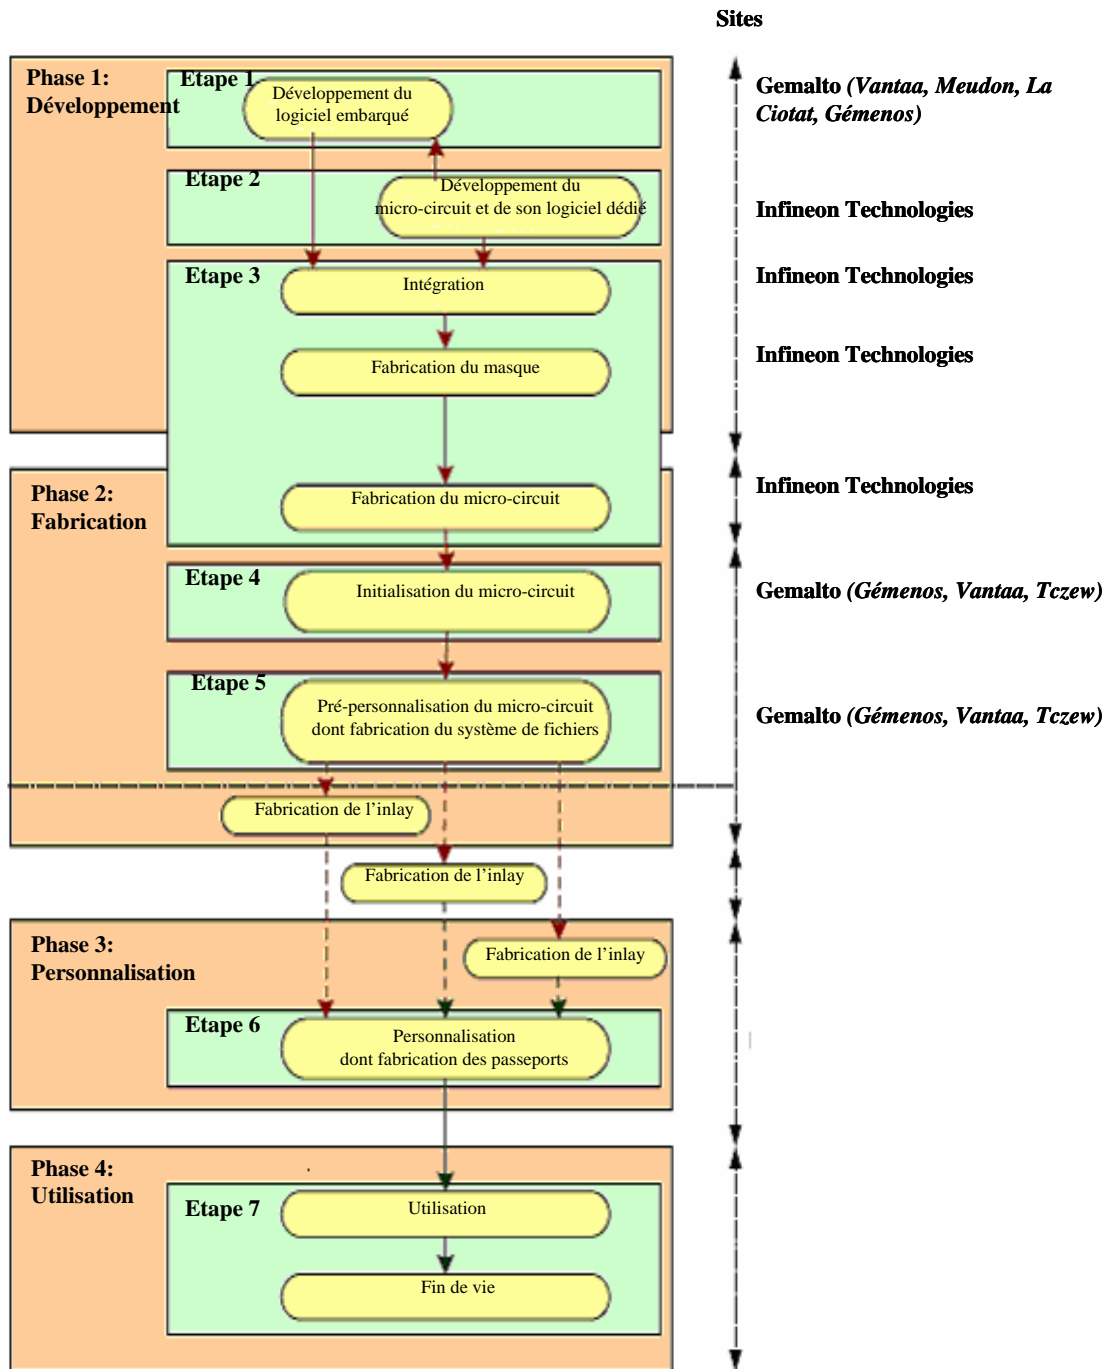 Sites
Phase 1:
Développement
Etape 1
Développement du
logiciel embarqué
Gemalto (Vantaa, Meudon, La
Ciotat, Gémenos)
Etape 2
Développement du
micro-circuit et de son logiciel dédié
Infineon Technologies
Etape 3
Intégration
Infineon Technologies
Fabrication du masque
Infineon Technologies
Phase 2:
Fabrication
Fabrication du micro-circuit
Infineon Technologies
Etape 4
Initialisation du micro-circuit
Gemalto (Gémenos, Vantaa, Tczew)
Etape 5
Pré-personnalisation du micro-circuit
dont fabrication du système de fichiers
Gemalto (Gémenos, Vantaa, Tczew)
Fabrication de l’inlay
Fabrication de l’inlay
Phase 3:
Personnalisation
Fabrication de l’inlay
Etape 6
Personnalisation
dont fabrication des passeports
Phase 4:
Utilisation
Etape 7
Utilisation
Fin de vie